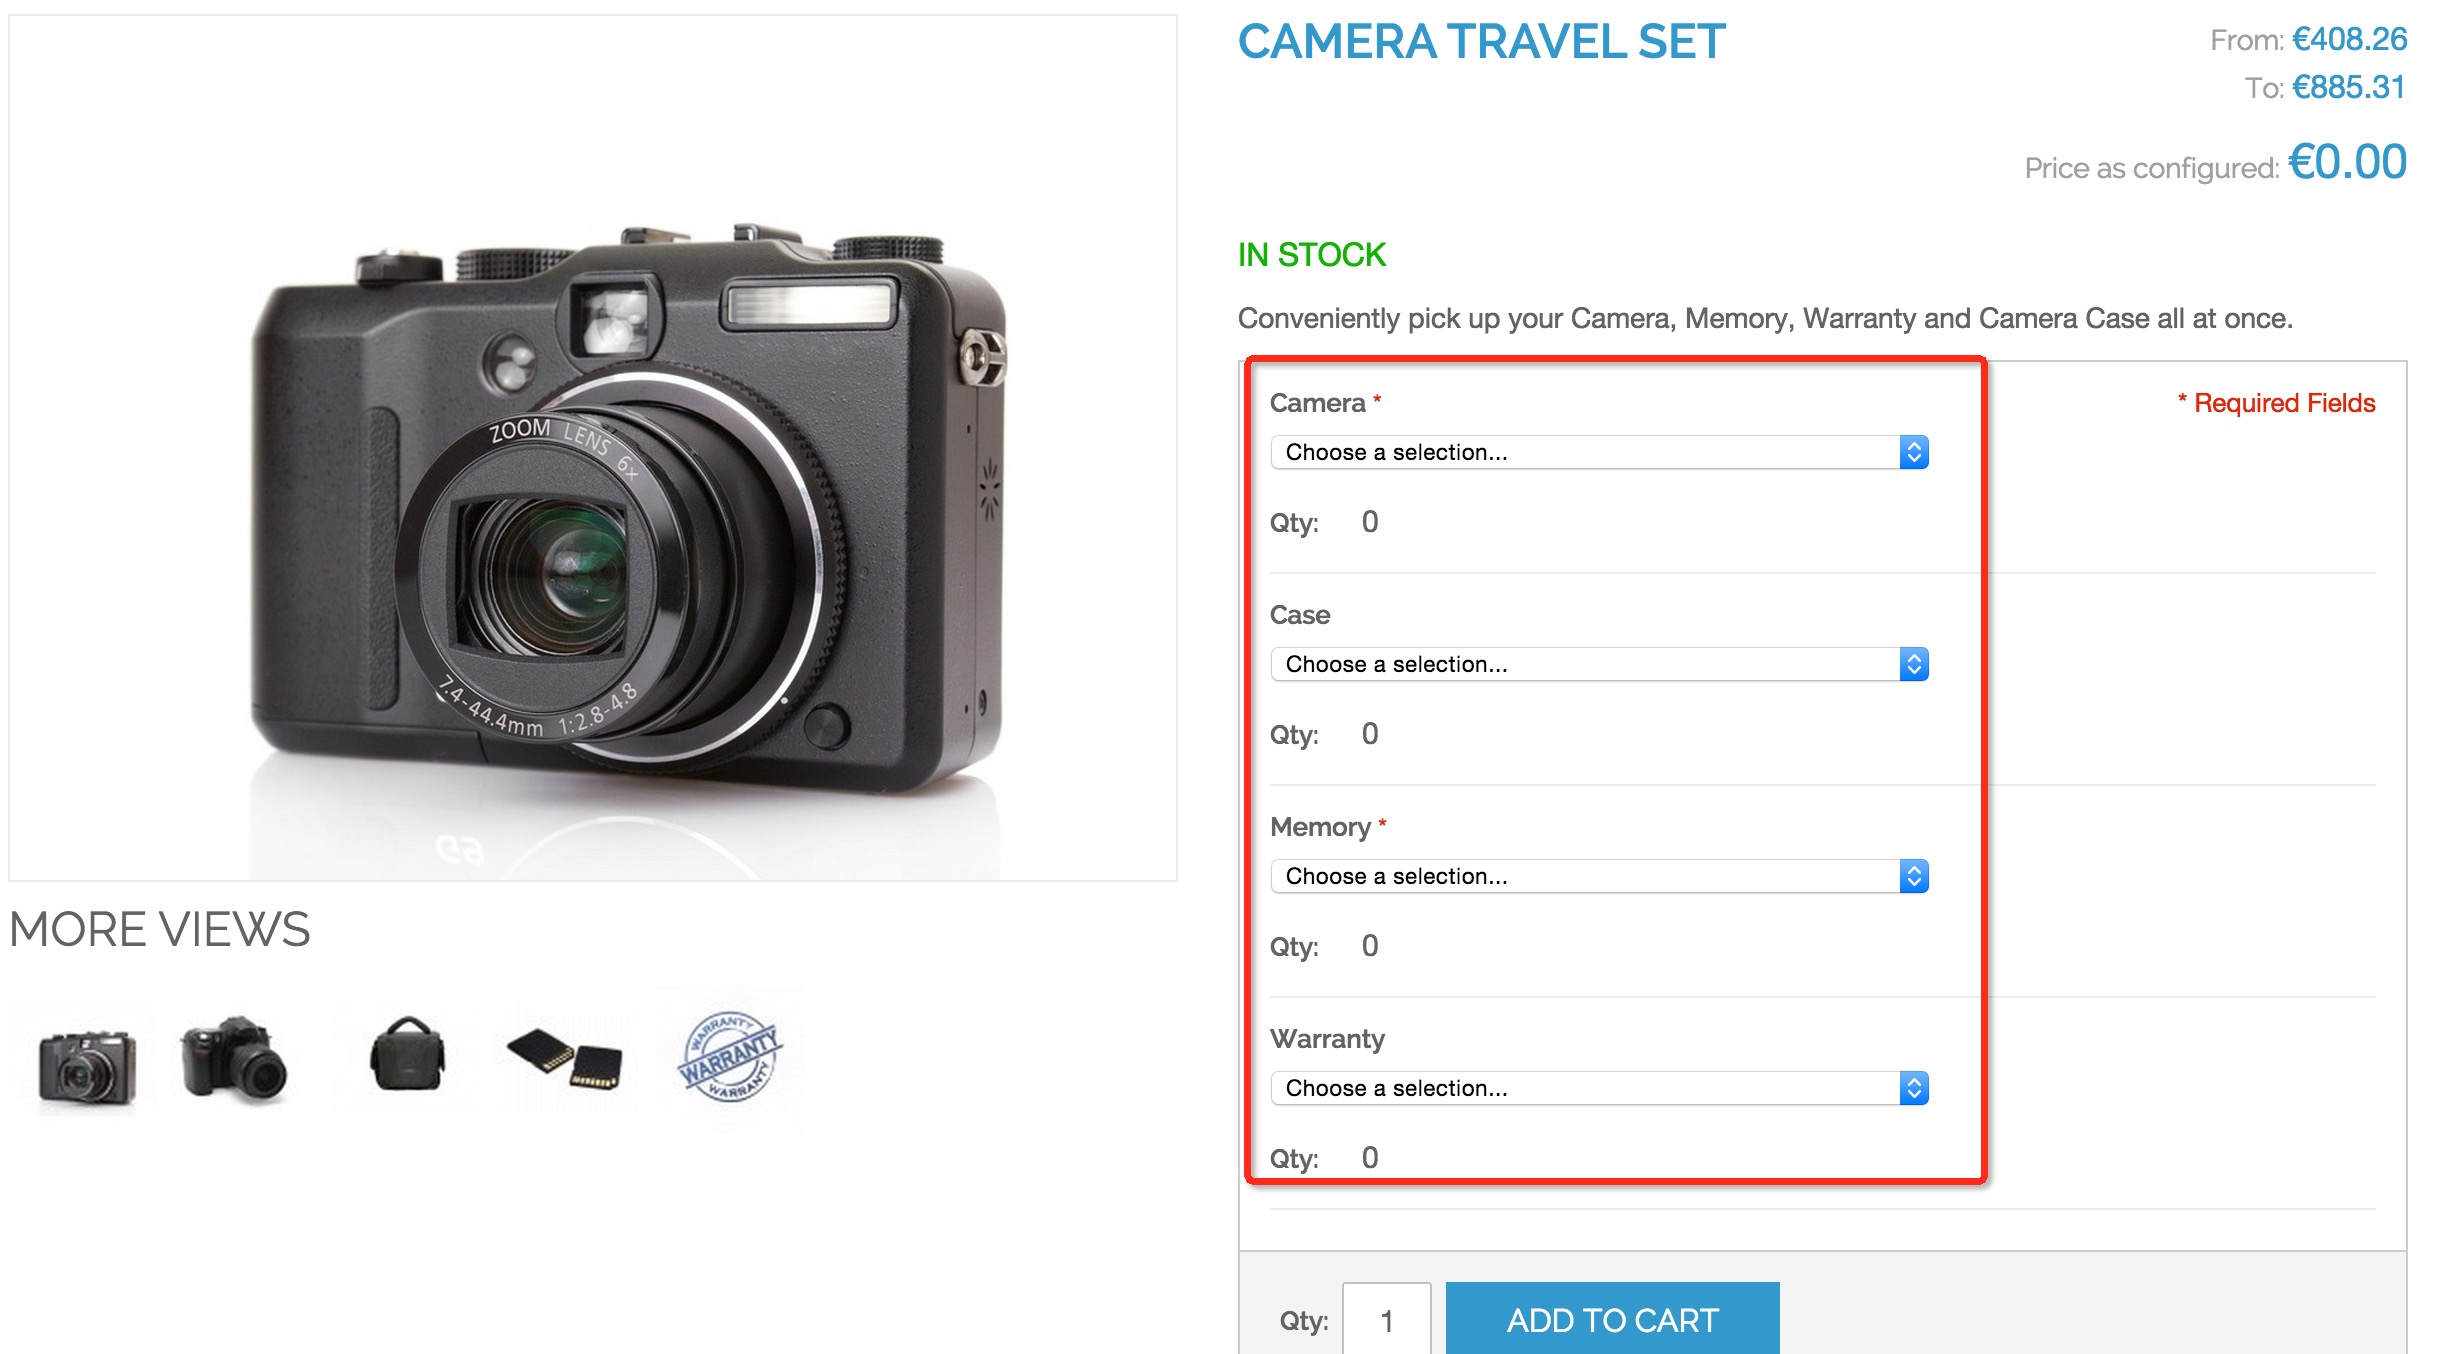 ZOOM LENS 6x
7.4-44.4mm 1:2.8-4.8
MORE VIEWS
WARRANTY
WARRANTY
WARRANTY
CAMERA TRAVEL SET
From: €408.26
To: €885.31
Price as configured: €0.00
IN STOCK
Conveniently pick up your Camera, Memory, Warranty and Camera Case all at once.
* Required Fields
Camera *
Choose a selection...
Qty: 0
Case
Choose a selection...
Qty: 0
Memory *
Choose a selection...
Qty: 0
Warranty
Choose a selection...
Qty: 0
Qty: 1 ADD TO CART